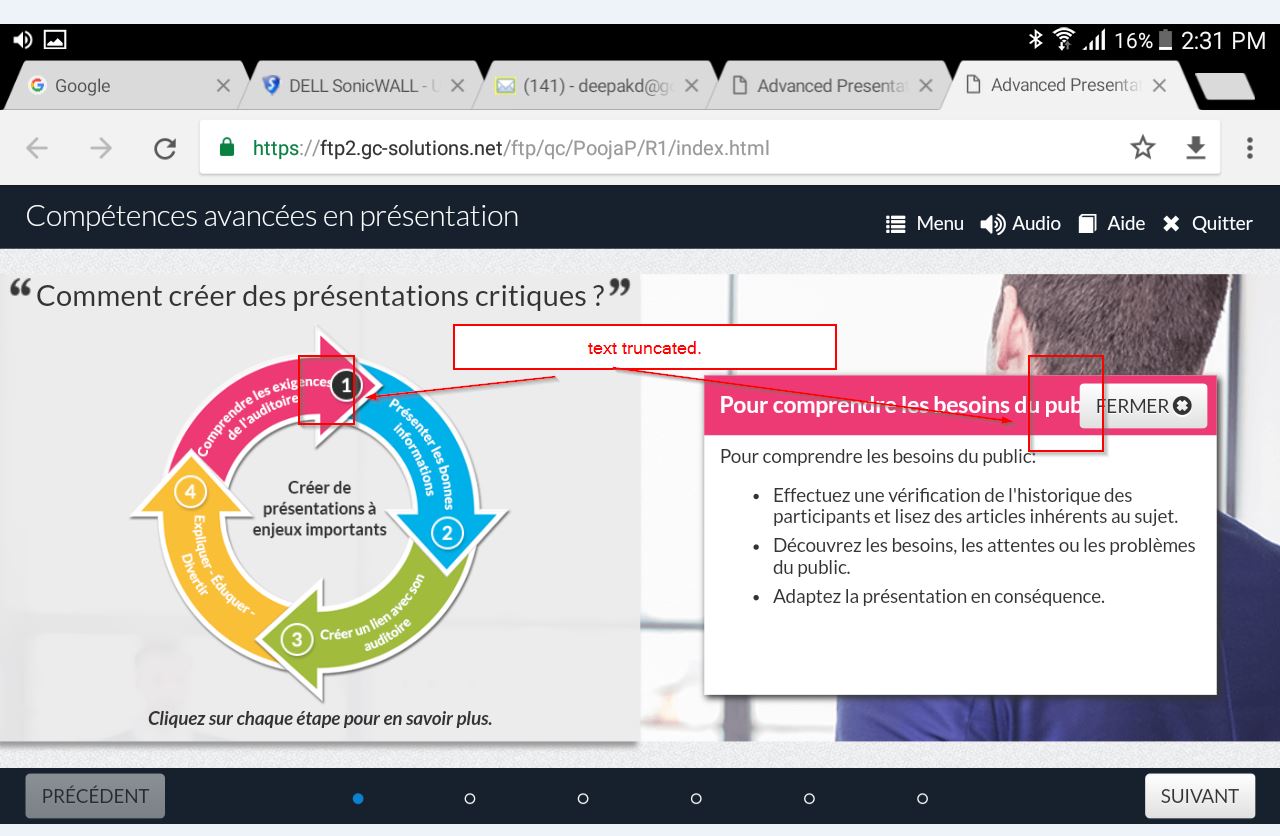 16% 2:31 PM
Google
DELL SonicWALL - U
(141) - deepakd@g
Advanced Presenta
Advanced Presenta
https://ftp2.gc-solutions.net/ftp/qc/PoojaP/R1/index.html
Compétences avancées en présentation
Menu
Audio
Aide
Quitter
“ Comment créer des présentations critiques ? ”
text truncated.
Comprendre les exigences
de l'auditoire
1
Présenter les bonnes
informations
2
Créer un lien avec son
auditoire
3
Expliquer - Éduquer -
Divertir
4
Créer de
présentations à
enjeux importants
Cliquez sur chaque étape pour en savoir plus.
Pour comprendre les besoins du pub
FERMER
Pour comprendre les besoins du public:
• Effectuez une vérification de l'historique des
participants et lisez des articles inhérents au sujet.
• Découvrez les besoins, les attentes ou les problèmes
du public.
• Adaptez la présentation en conséquence.
PRÉCÉDENT
SUIVANT